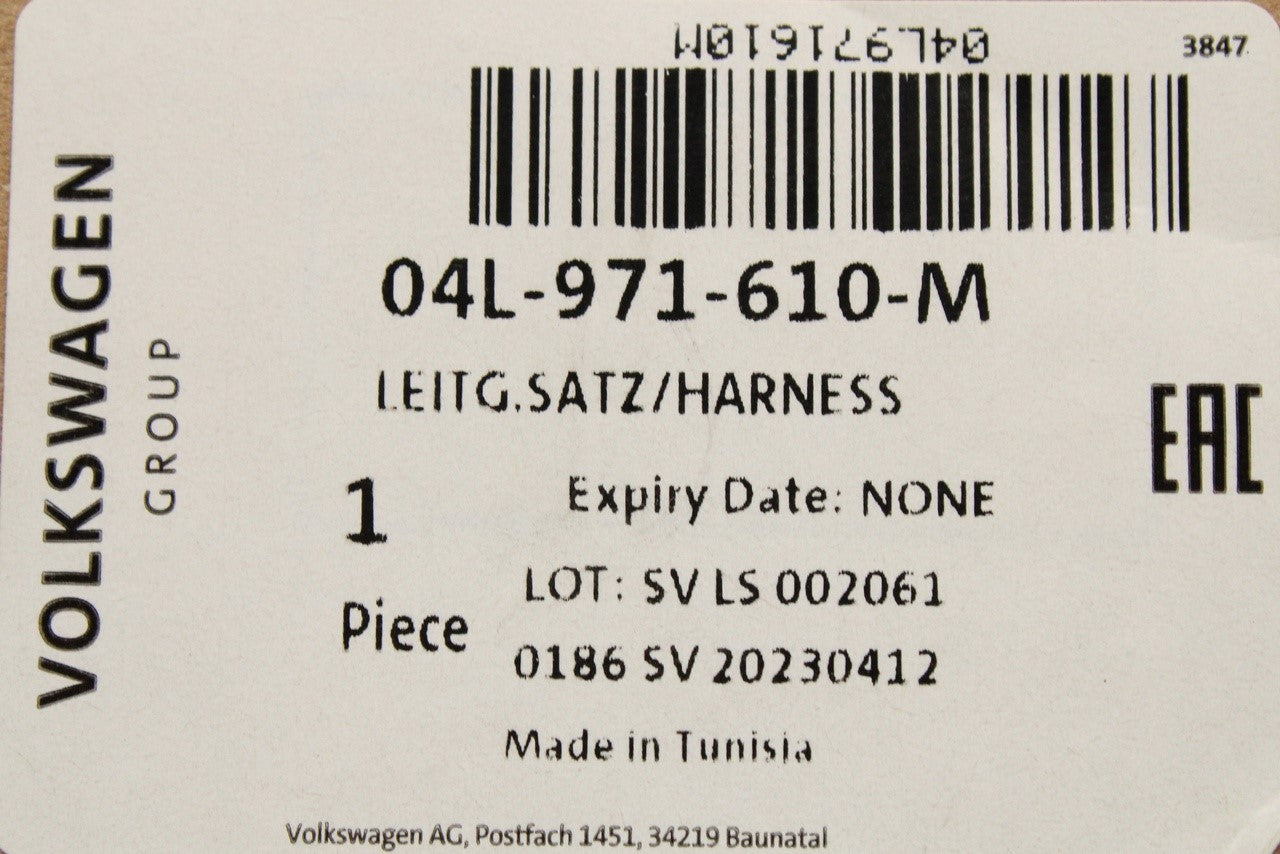 04L971610M
3847
04L-971-610-M
LEITG.SATZ/HARNESS
EAC
1
Piece
Expiry Date: NONE
LOT: SV LS 002061
0186 SV 20230412
Made in Tunisia
Volkswagen AG, Postfach 1451, 34219 Baunatal
VOLKSWAGEN
GROUP